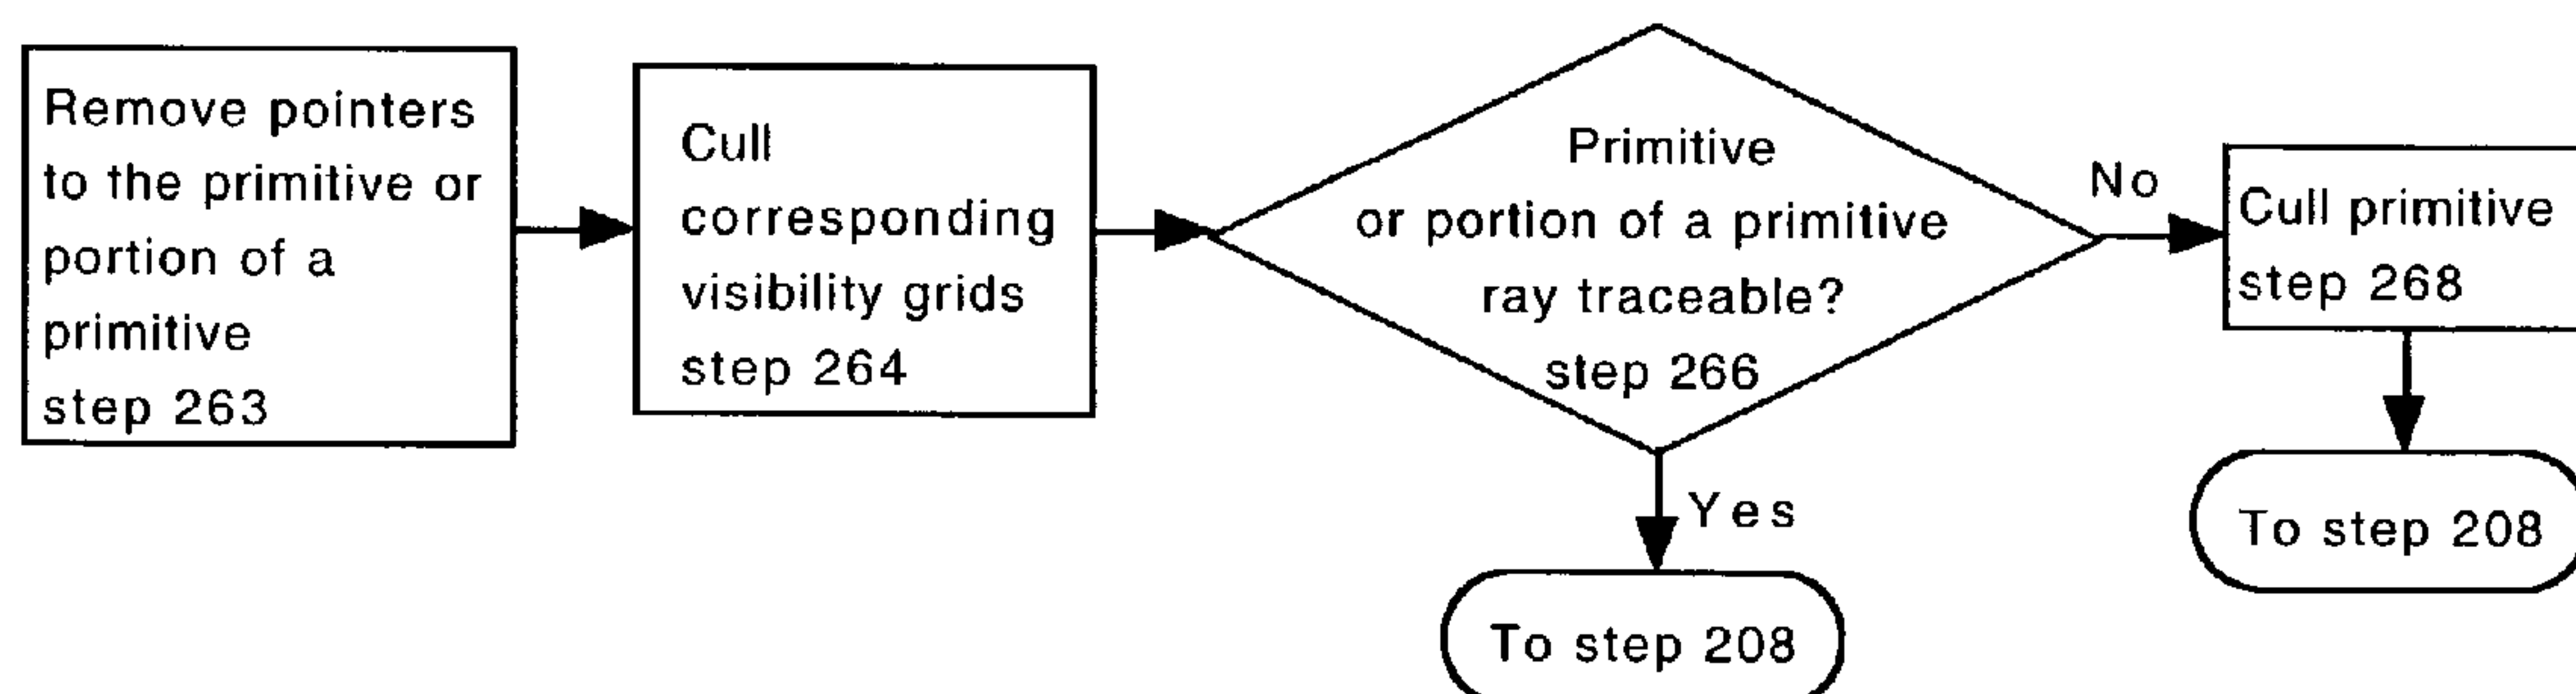 Remove pointers
to the primitive or
portion of a
primitive
step 263
Cull
corresponding
visibility grids
step 264
Primitive
or portion of a primitive
ray traceable?
step 266
No
Cull primitive
step 268
Yes
To step 208
To step 208